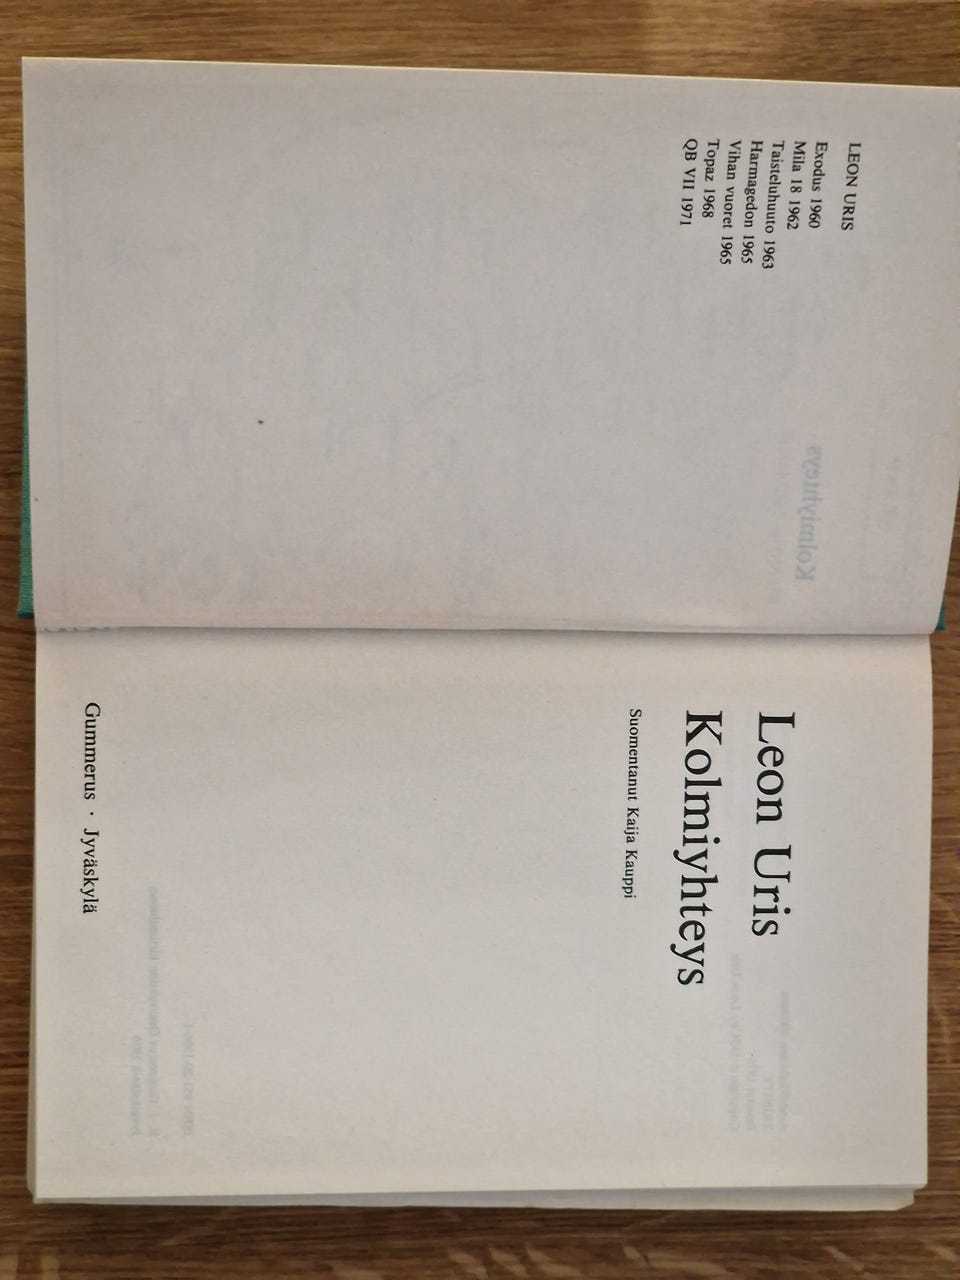 LEON URIS
Exodus 1960
Mila 18 1962
Taisteluhuuto 1963
Harmagedon 1965
Vihan vuoret 1965
Topaz 1968
QB VII 1971
Kolmiyhteys
Leon Uris
Kolmiyhteys
Suomentanut Kaija Kauppi
Gummerus · Jyväskylä